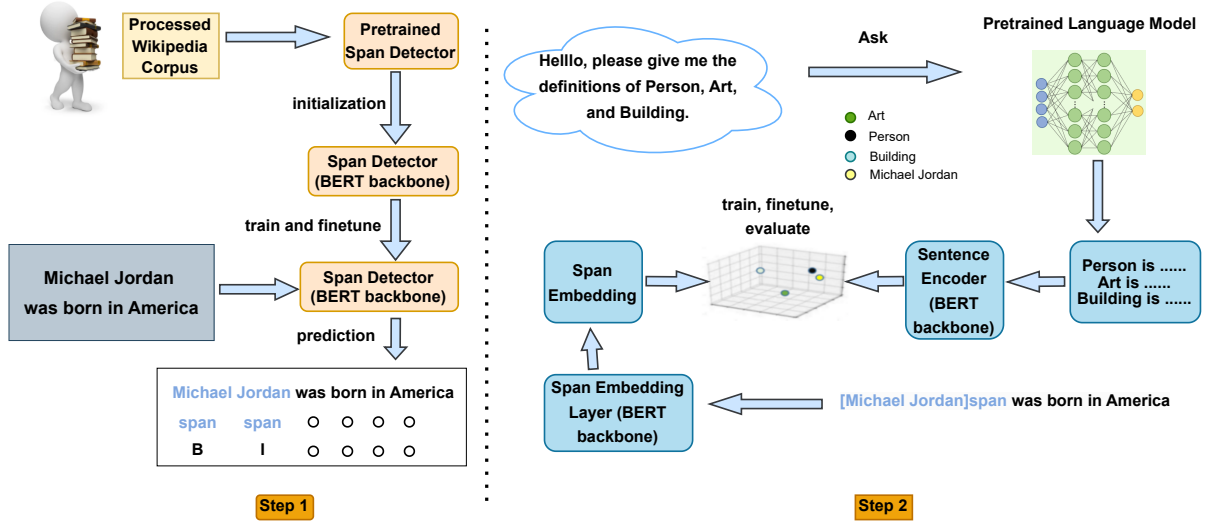 Processed
Wikipedia
Corpus
Pretrained
Span Detector
initialization
Span Detector
(BERT backbone)
train and finetune
Michael Jordan
was born in America
Span Detector
(BERT backbone)
prediction
Michael Jordan was born in America
span span O O O O
B I O O O O
Step 1
Helllo, please give me the
definitions of Person, Art,
and Building.
Ask
Pretrained Language Model
Art
Person
Building
Michael Jordan
train, finetune,
evaluate
Span
Embedding
Sentence
Encoder
(BERT
backbone)
Person is ......
Art is ......
Building is ......
Span Embedding
Layer (BERT
backbone)
[Michael Jordan]span was born in America
Step 2